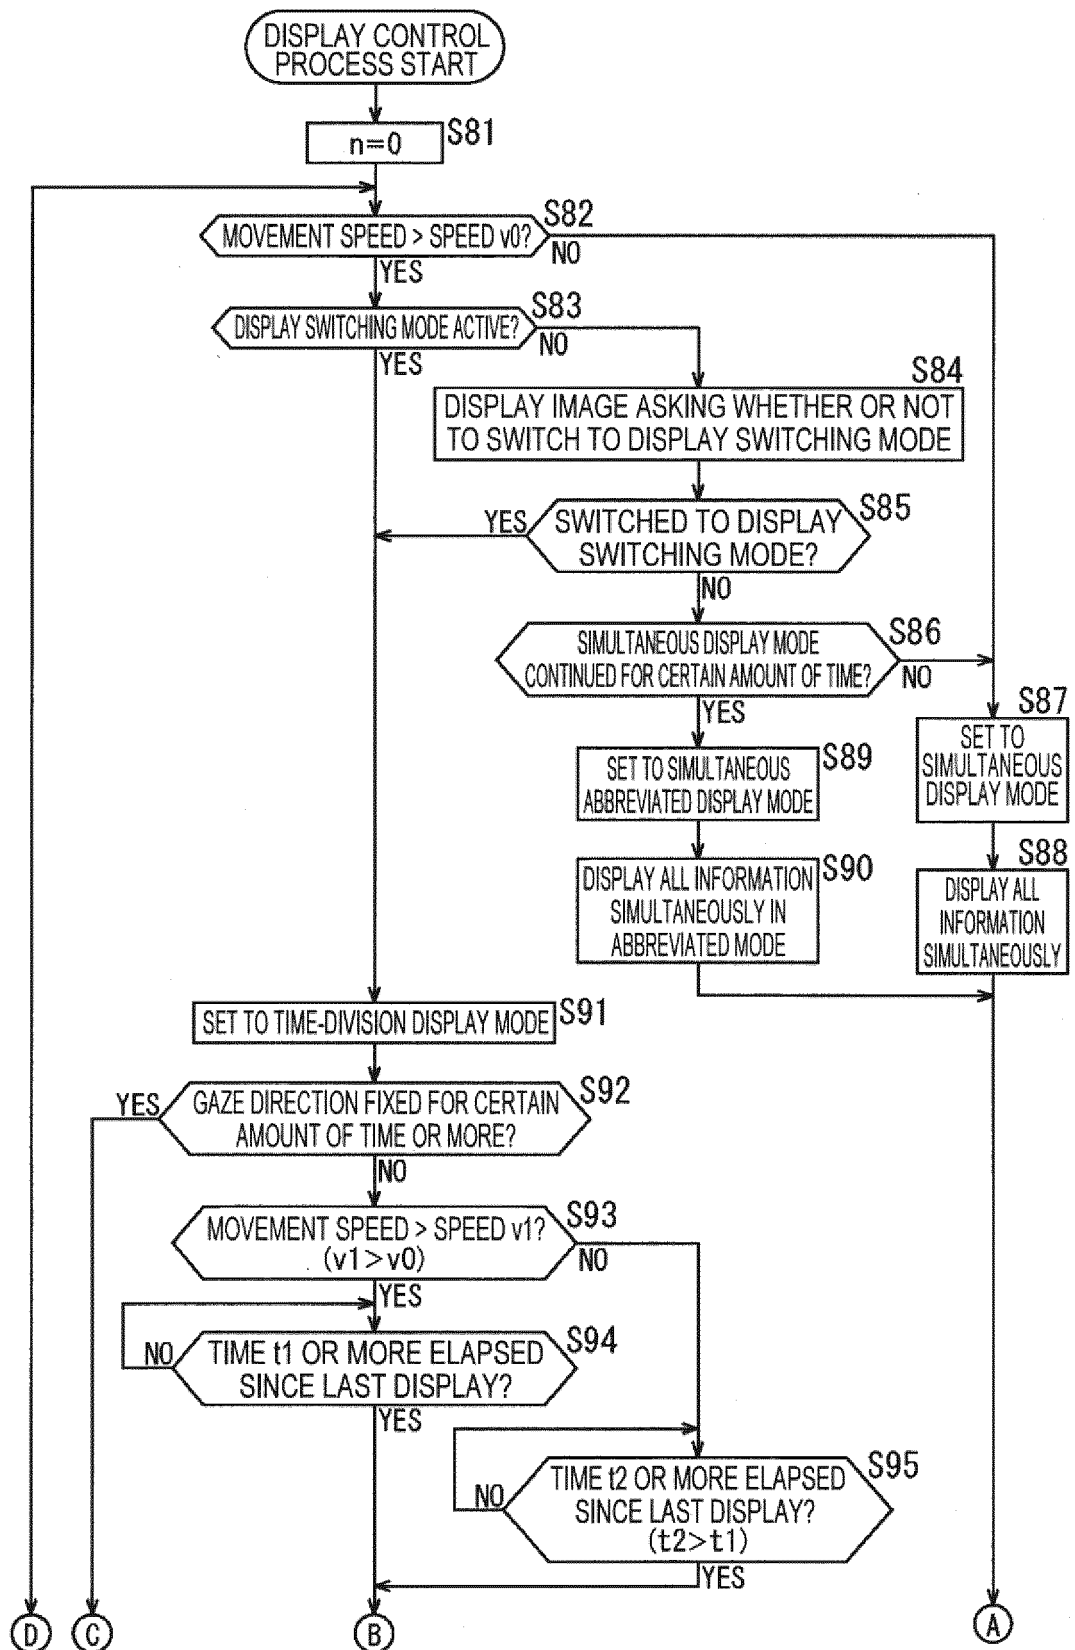 DISPLAY CONTROL
PROCESS START
n=0
S81
MOVEMENT SPEED > SPEED v0?
S82
NO
YES
DISPLAY SWITCHING MODE ACTIVE?
S83
NO
YES
S84
DISPLAY IMAGE ASKING WHETHER OR NOT
TO SWITCH TO DISPLAY SWITCHING MODE
YES
SWITCHED TO DISPLAY
SWITCHING MODE?
S85
NO
SIMULTANEOUS DISPLAY MODE
CONTINUED FOR CERTAIN AMOUNT OF TIME?
S86
NO
YES
S87
SET TO
SIMULTANEOUS
DISPLAY MODE
SET TO SIMULTANEOUS
ABBREVIATED DISPLAY MODE
S89
S88
DISPLAY ALL
INFORMATION
SIMULTANEOUSLY
DISPLAY ALL INFORMATION
SIMULTANEOUSLY IN
ABBREVIATED MODE
S90
SET TO TIME-DIVISION DISPLAY MODE
S91
YES
GAZE DIRECTION FIXED FOR CERTAIN
AMOUNT OF TIME OR MORE?
S92
NO
MOVEMENT SPEED > SPEED v1?
(v1>v0)
S93
NO
YES
NO
TIME t1 OR MORE ELAPSED
SINCE LAST DISPLAY?
S94
YES
NO
TIME t2 OR MORE ELAPSED
SINCE LAST DISPLAY?
(t2>t1)
S95
YES
D
C
B
A